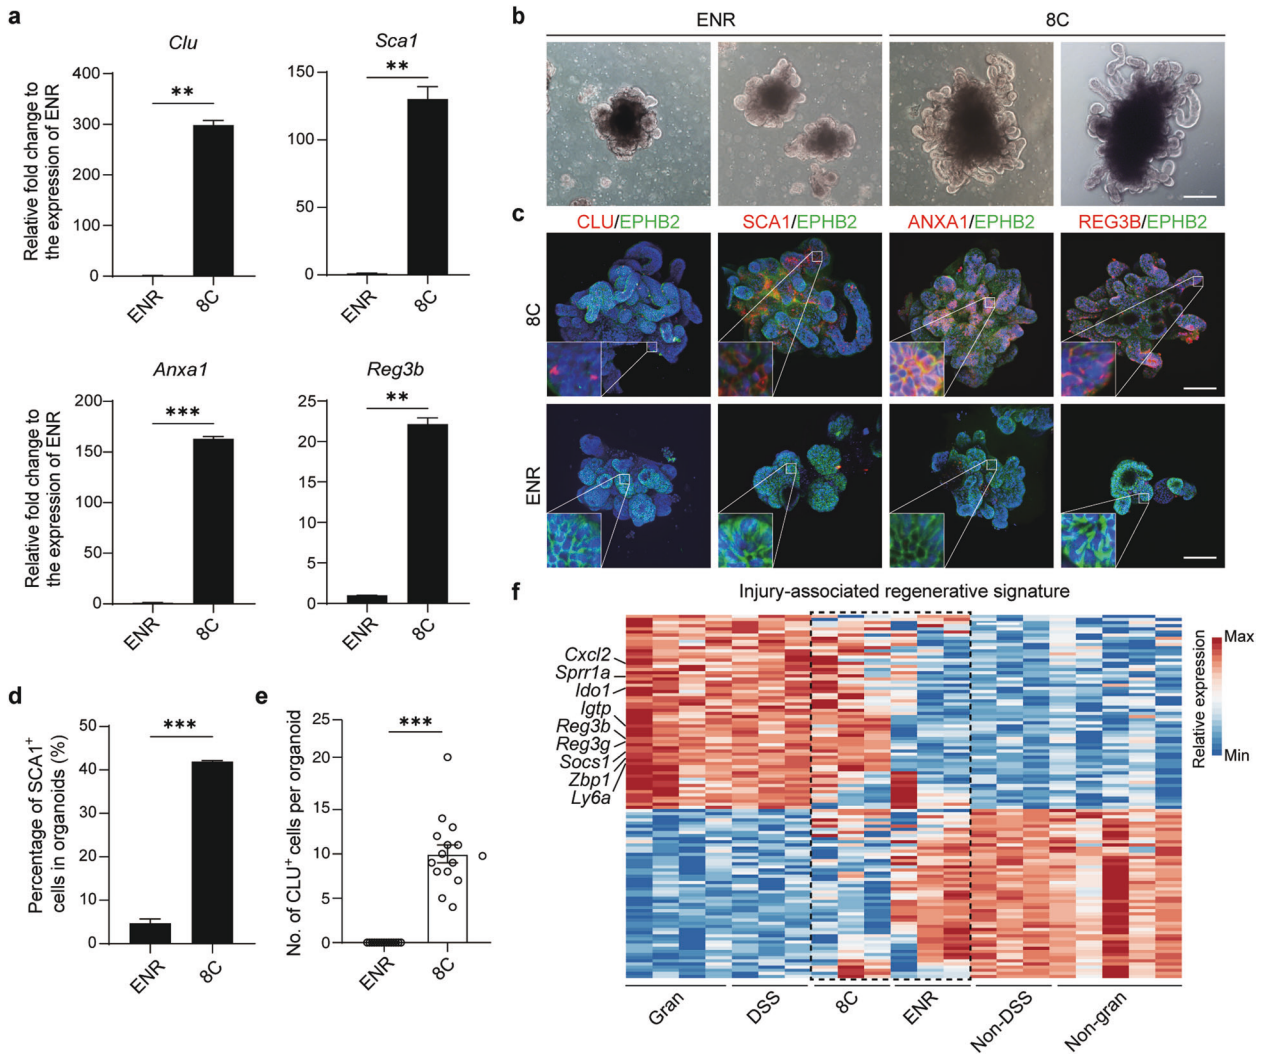 a
Clu
Relative fold change to
the expression of ENR
400
300
200
100
0
**
ENR
8C
Sca1
150
100
50
0
**
ENR
8C
Anxa1
Relative fold change to
the expression of ENR
200
150
100
50
0
***
ENR
8C
Reg3b
25
20
15
10
5
0
**
ENR
8C
b
ENR
8C
c
CLU/EPHB2
SCA1/EPHB2
ANXA1/EPHB2
REG3B/EPHB2
8C
ENR
d
Percentage of SCA1+
cells in organoids (%)
50
40
30
20
10
0
***
ENR
8C
e
No. of CLU+ cells per organoid
25
20
15
10
5
0
***
ENR
8C
f
Injury-associated regenerative signature
Cxcl2
Sprr1a
Ido1
Igtp
Reg3b
Reg3g
Socs1
Zbp1
Ly6a
Max
Relative expression
Min
Gran
DSS
8C
ENR
Non-DSS
Non-gran